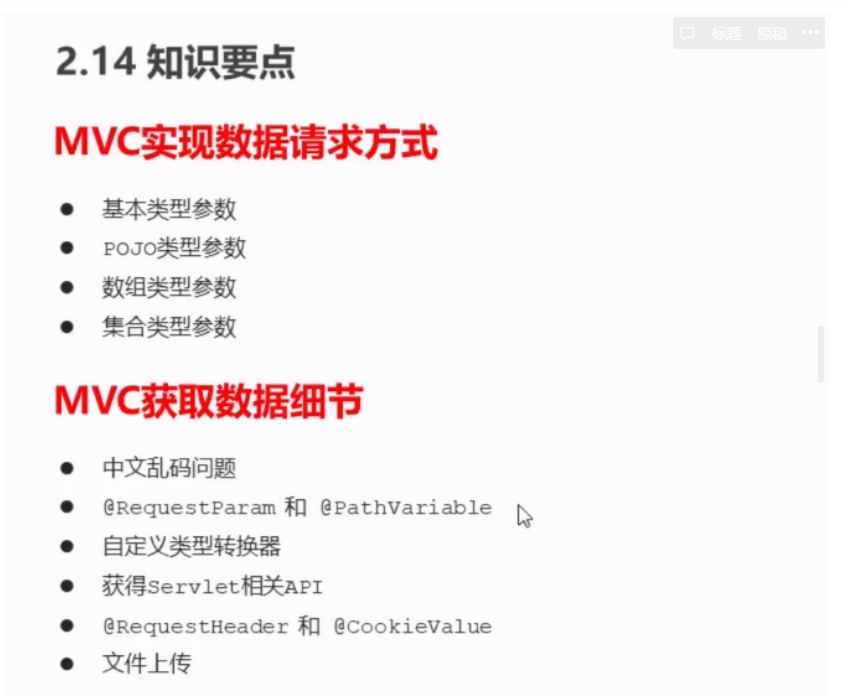 标题 原稿
2.14 知识要点
MVC实现数据请求方式
基本类型参数
POJO类型参数
数组类型参数
集合类型参数
MVC获取数据细节
中文乱码问题
@RequestParam 和 @PathVariable
自定义类型转换器
获得Servlet相关API
@RequestHeader 和 @CookieValue
文件上传